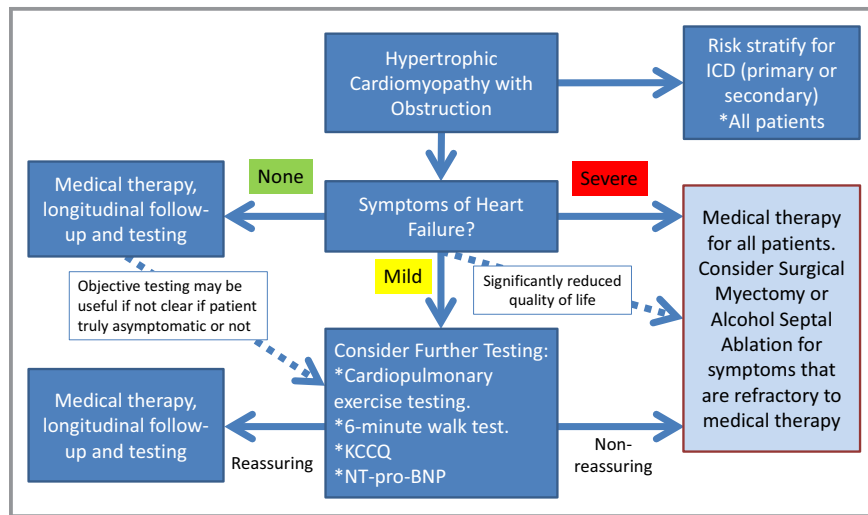 Hypertrophic
Cardiomyopathy with
Obstruction
Risk stratify for
ICD (primary or
secondary)
*All patients
None
Severe
Medical therapy,
longitudinal follow-
up and testing
Symptoms of Heart
Failure?
Medical therapy
for all patients.
Consider Surgical
Myectomy or
Alcohol Septal
Ablation for
symptoms that
are refractory to
medical therapy
Mild
Objective testing may be
useful if not clear if patient
truly asymptomatic or not
Significantly reduced
quality of life
Consider Further Testing:
*Cardiopulmonary
exercise testing.
*6-minute walk test.
*KCCQ
*NT-pro-BNP
Medical therapy,
longitudinal follow-
up and testing
Reassuring
Non-
reassuring